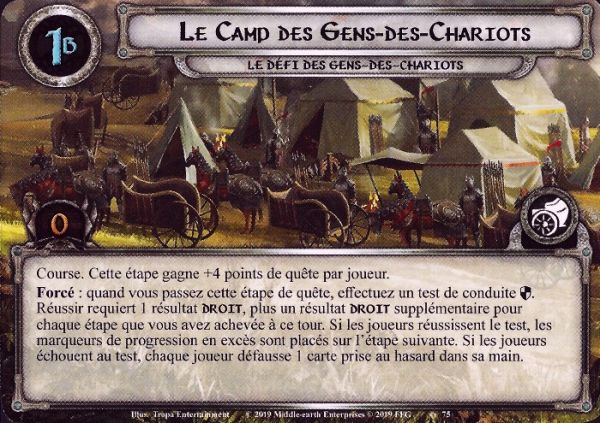 1B
Le Camp des Gens-des-Chariots
Le Défi des Gens-des-Chariots
0
Course. Cette étape gagne +4 points de quête par joueur.
Forcé : quand vous passez cette étape de quête, effectuez un test de conduite.
Réussir requiert 1 résultat DROIT, plus un résultat DROIT supplémentaire pour
chaque étape que vous avez achevée à ce tour. Si les joueurs réussissent le test, les
marqueurs de progression en excès sont placés sur l'étape suivante. Si les joueurs
échouent au test, chaque joueur défausse 1 carte prise au hasard dans sa main.
Illus. Tropa Entertainment © 2019 Middle-earth Enterprises © 2019 FFG 75